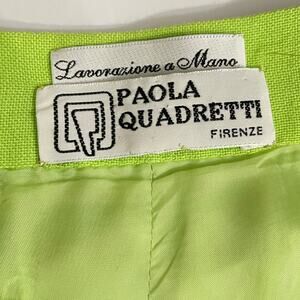 Lavorazione a Mano
PAOLA
QUADRETTI
FIRENZE